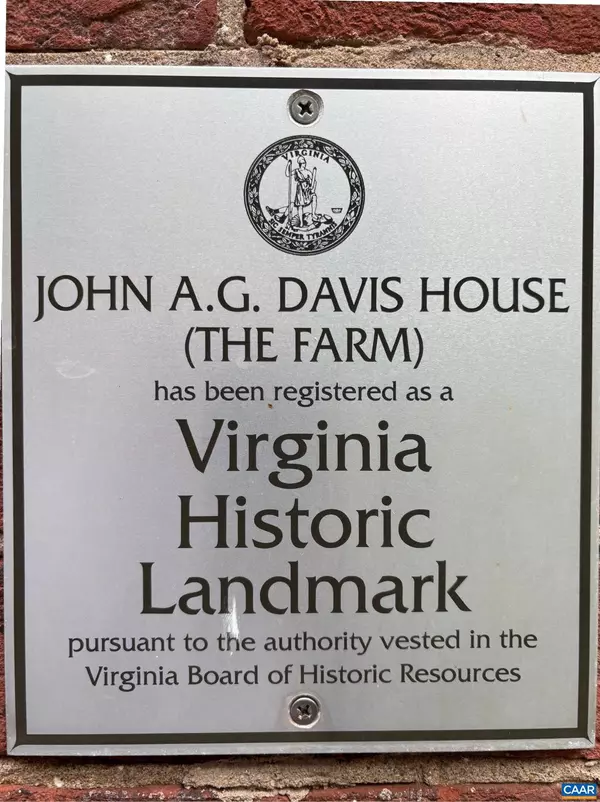 VIRGINIA
SIC SEMPER TYRANNIS
JOHN A.G. DAVIS HOUSE
(THE FARM)
has been registered as a
Virginia
Historic
Landmark
pursuant to the authority vested in the
Virginia Board of Historic Resources
CAAR